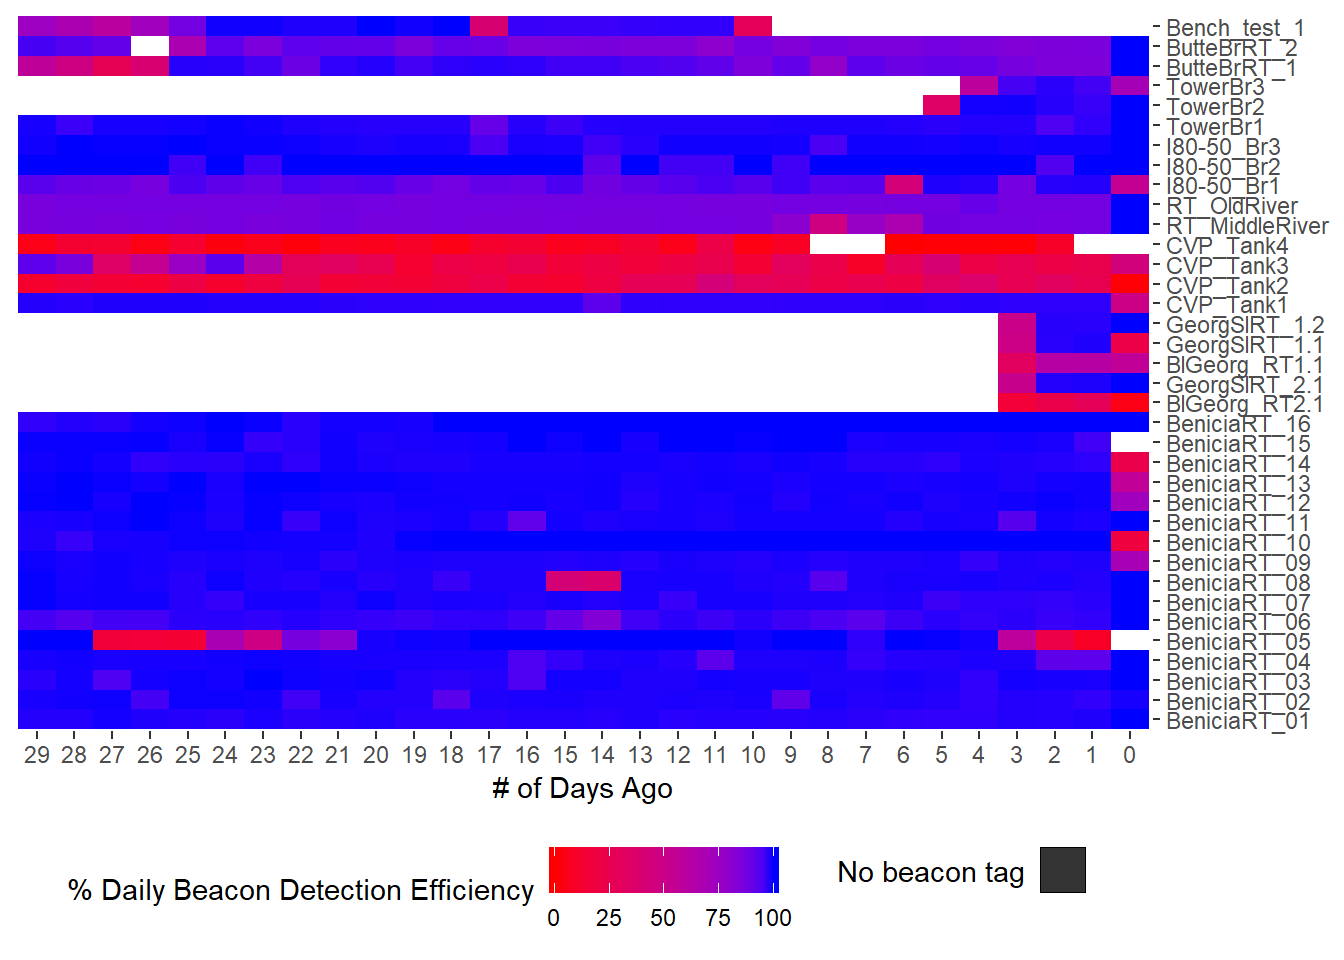 Bench_test_1
ButteBrRT_2
ButteBrRT_1
TowerBr3
TowerBr2
TowerBr1
I80-50_Br3
I80-50_Br2
I80-50_Br1
RT_OldRiver
RT_MiddleRiver
CVP_Tank4
CVP_Tank3
CVP_Tank2
CVP_Tank1
GeorgSlRT_1.2
GeorgSlRT_1.1
BlGeorg_RT1.1
GeorgSlRT_2.1
BlGeorg_RT2.1
BeniciaRT_16
BeniciaRT_15
BeniciaRT_14
BeniciaRT_13
BeniciaRT_12
BeniciaRT_11
BeniciaRT_10
BeniciaRT_09
BeniciaRT_08
BeniciaRT_07
BeniciaRT_06
BeniciaRT_05
BeniciaRT_04
BeniciaRT_03
BeniciaRT_02
BeniciaRT_01
29 28 27 26 25 24 23 22 21 20 19 18 17 16 15 14 13 12 11 10 9 8 7 6 5 4 3 2 1 0
# of Days Ago
% Daily Beacon Detection Efficiency
0 25 50 75 100
No beacon tag